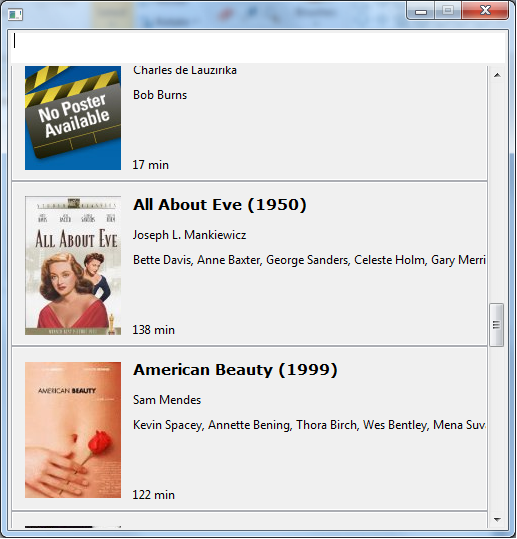 Charles de Lauzirika
No Poster
Available
Bob Burns
17 min
All About Eve (1950)
ALL ABOUT EVE
Joseph L. Mankiewicz
Bette Davis, Anne Baxter, George Sanders, Celeste Holm, Gary Merri
138 min
American Beauty (1999)
AMERICAN BEAUTY
Sam Mendes
Kevin Spacey, Annette Bening, Thora Birch, Wes Bentley, Mena Suv
122 min